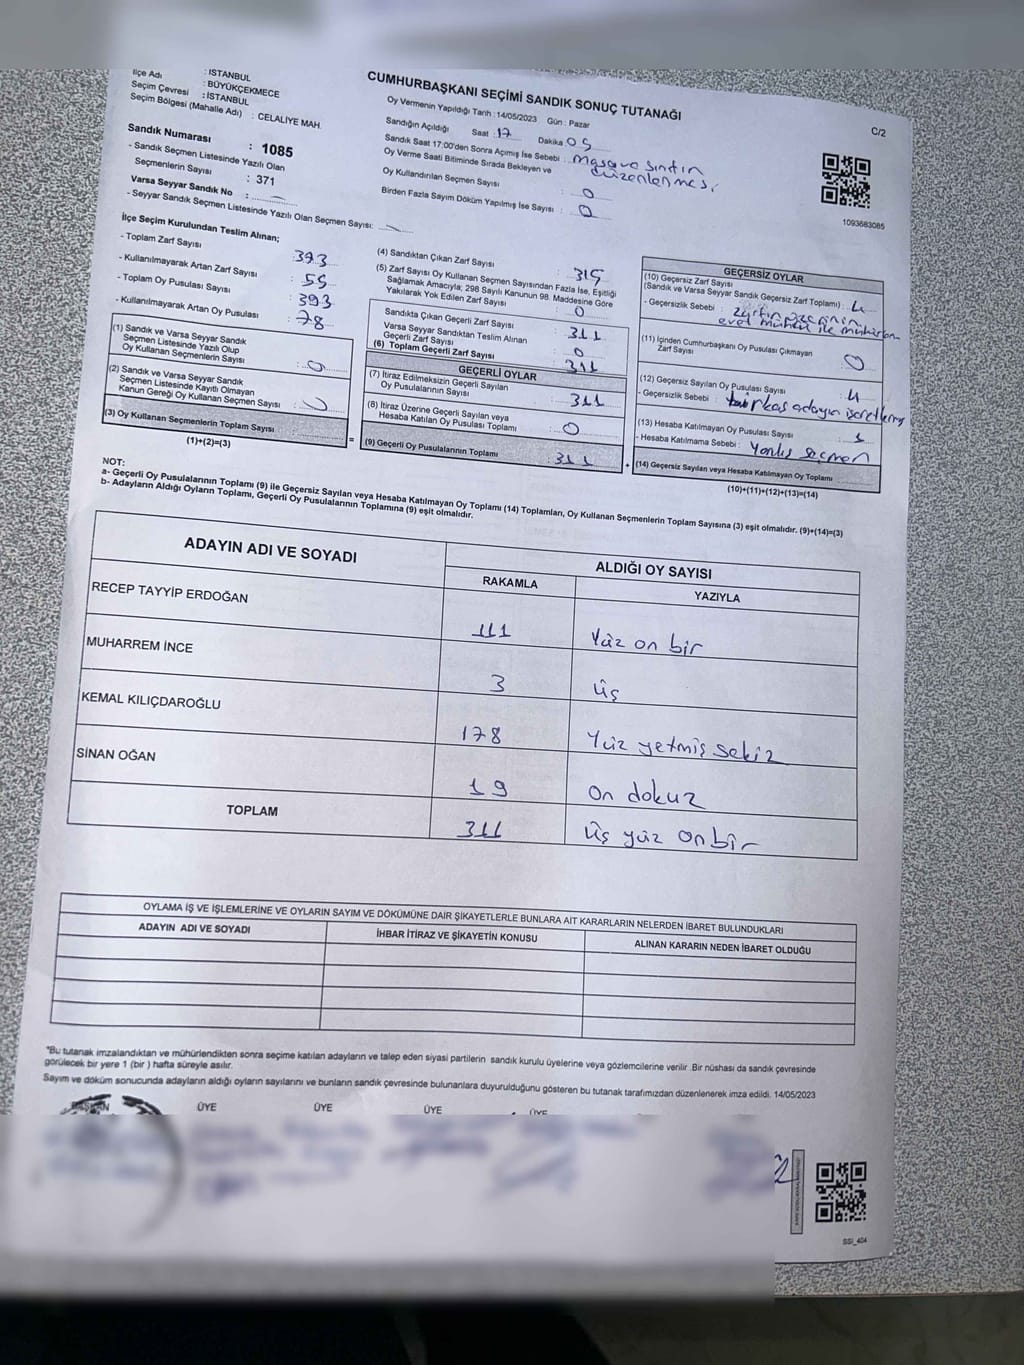 İlçe Adı : İSTANBUL
Seçim Çevresi : BÜYÜKÇEKMECE
Seçim Bölgesi (Mahalle Adı) : İSTANBUL
: CELALİYE MAH.
CUMHURBAŞKANI SEÇİMİ SANDIK SONUÇ TUTANAĞI
C/2
Oy Vermenin Yapıldığı Tarih : 14/05/2023 Gün : Pazar
Sandığın Açıldığı Saat : 17 Dakika 05
Sandık Saat 17:00'den Sonra Açılmış İse Sebebi :
Oy Verme Saati Bitiminde Sırada Bekleyen ve
Oy Kullandırılan Seçmen Sayısı : 0
Birden Fazla Sayım Döküm Yapılmış İse Sayısı : 0
1093683085
Sandık Numarası : 1085
- Sandık Seçmen Listesinde Yazılı Olan
Seçmenlerin Sayısı : 371
Varsa Seyyar Sandık No :
- Seyyar Sandık Seçmen Listesinde Yazılı Olan Seçmen Sayısı:
İlçe Seçim Kurulundan Teslim Alınan;
- Toplam Zarf Sayısı : 393
- Kullanılmayarak Artan Zarf Sayısı : 55
- Toplam Oy Pusulası Sayısı : 393
- Kullanılmayarak Artan Oy Pusulası : 78
(1) Sandık ve Varsa Seyyar Sandık
Seçmen Listesinde Yazılı Olup
Oy Kullanan Seçmenlerin Sayısı : 0
(2) Sandık ve Varsa Seyyar Sandık
Seçmen Listesinde Kayıtlı Olmayan
Kanun Gereği Oy Kullanan Seçmen Sayısı :
(3) Oy Kullanan Seçmenlerin Toplam Sayısı :
(1)+(2)=(3)
=
(4) Sandıktan Çıkan Zarf Sayısı : 315
(5) Zarf Sayısı Oy Kullanan Seçmen Sayısından Fazla İse, Eşitliği
Sağlamak Amacıyla; 298 Sayılı Kanunun 98. Maddesine Göre
Yakılarak Yok Edilen Zarf Sayısı : 0
Sandıkta Çıkan Geçerli Zarf Sayısı : 311
Varsa Seyyar Sandıktan Teslim Alınan
Geçerli Zarf Sayısı : 0
(6) Toplam Geçerli Zarf Sayısı : 311
GEÇERLİ OYLAR
(7) İtiraz Edilmeksizin Geçerli Sayılan
Oy Pusulalarının Sayısı : 311
(8) İtiraz Üzerine Geçerli Sayılan veya
Hesaba Katılan Oy Pusulası Toplamı : 0
(9) Geçerli Oy Pusulalarının Toplamı : 311
+
GEÇERSİZ OYLAR
(10) Geçersiz Zarf Sayısı
(Sandık ve Varsa Seyyar Sandık Geçersiz Zarf Toplamı) : 4
- Geçersizlik Sebebi :
evet mühürü ile
(11) İçinden Cumhurbaşkanı Oy Pusulası Çıkmayan
Zarf Sayısı : 0
(12) Geçersiz Sayılan Oy Pusulası Sayısı : 4
- Geçersizlik Sebebi : birkaç adayın
(13) Hesaba Katılmayan Oy Pusulası Sayısı : 1
- Hesaba Katılmama Sebebi : Yanlış seçmen
(14) Geçersiz Sayılan veya Hesaba Katılmayan Oy Toplamı
(10)+(11)+(12)+(13)=(14)
NOT:
a- Geçerli Oy Pusulalarının Toplamı (9) ile Geçersiz Sayılan veya Hesaba Katılmayan Oy Toplamı (14) Toplamları, Oy Kullanan Seçmenlerin Toplam Sayısına (3) eşit olmalıdır. (9)+(14)=(3)
b- Adayların Aldığı Oyların Toplamı, Geçerli Oy Pusulalarının Toplamına (9) eşit olmalıdır.
ADAYIN ADI VE SOYADI
ALDIĞI OY SAYISI
RAKAMLA YAZIYLA
RECEP TAYYİP ERDOĞAN 111 Yüz on bir
MUHARREM İNCE 3 üş
KEMAL KILIÇDAROĞLU 178 Yüz yetmiş sekiz
SİNAN OĞAN 19 on dokuz
TOPLAM 311 üş yüz on bir
OYLAMA İŞ VE İŞLEMLERİNE VE OYLARIN SAYIM VE DÖKÜMÜNE DAİR ŞİKAYETLERLE BUNLARA AİT KARARLARIN NELERDEN İBARET BULUNDUKLARI
ADAYIN ADI VE SOYADI İHBAR İTİRAZ VE ŞİKAYETİN KONUSU ALINAN KARARIN NEDEN İBARET OLDUĞU
"Bu tutanak imzalandıktan ve mühürlendikten sonra seçime katılan adayların ve talep eden siyasi partilerin sandık kurulu üyelerine veya gözlemcilerine verilir .Bir nüshası da sandık çevresinde
görülecek bir yere 1 (bir ) hafta süreyle asılır.
Sayım ve döküm sonucunda adayların aldığı oyların sayılarını ve bunların sandık çevresinde bulunanlara duyurulduğunu gösteren bu tutanak tarafımızdan düzenlenerek imza edildi. 14/05/2023
BAŞKAN ÜYE ÜYE ÜYE ÜYE
SSİ_404